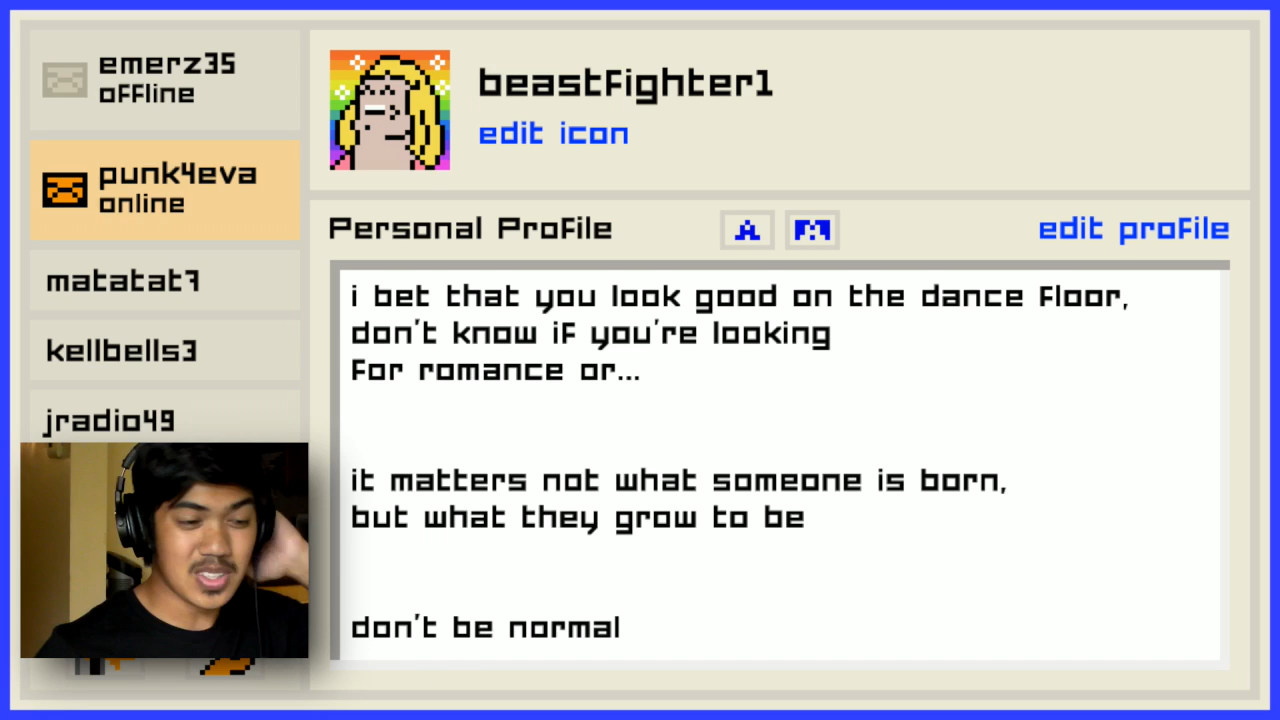 emerz35
offline
punk4eva
online
matatat7
kellbells3
jradio49
beastfighter1
edit icon
Personal Profile
A M
edit profile
i bet that you look good on the dance floor,
don't know if you're looking
for romance or...
it matters not what someone is born,
but what they grow to be
don't be normal